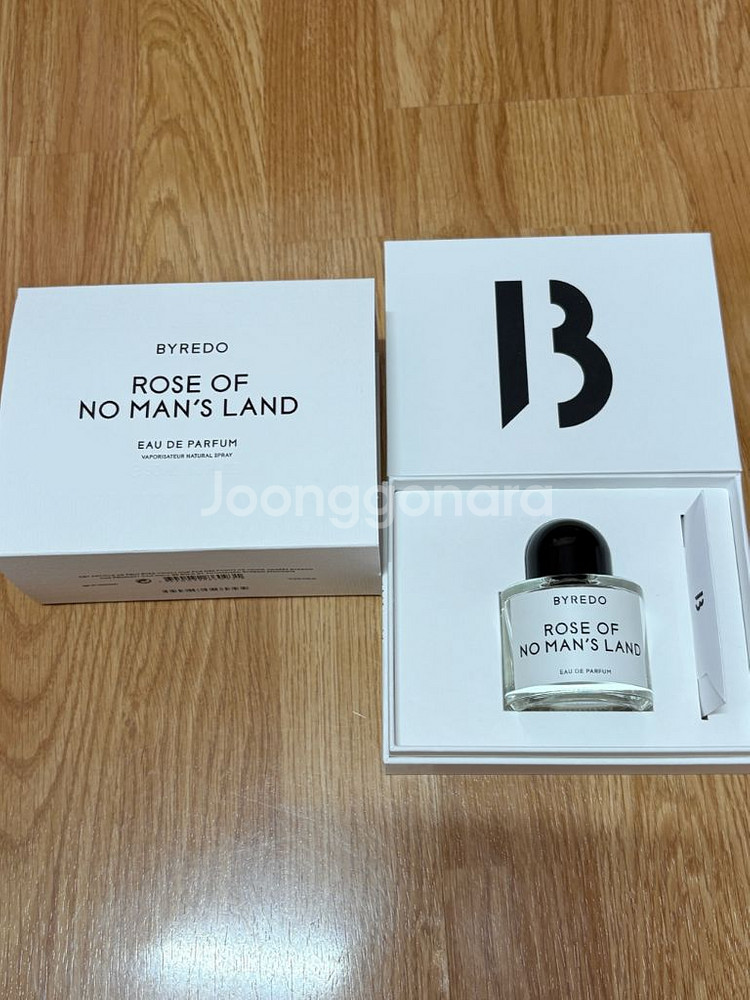 BYREDO
ROSE OF
NO MAN'S LAND
EAU DE PARFUM
VAPORISATEUR NATURAL SPRAY
B
Joonggonara
BYREDO
ROSE OF
NO MAN'S LAND
EAU DE PARFUM
B